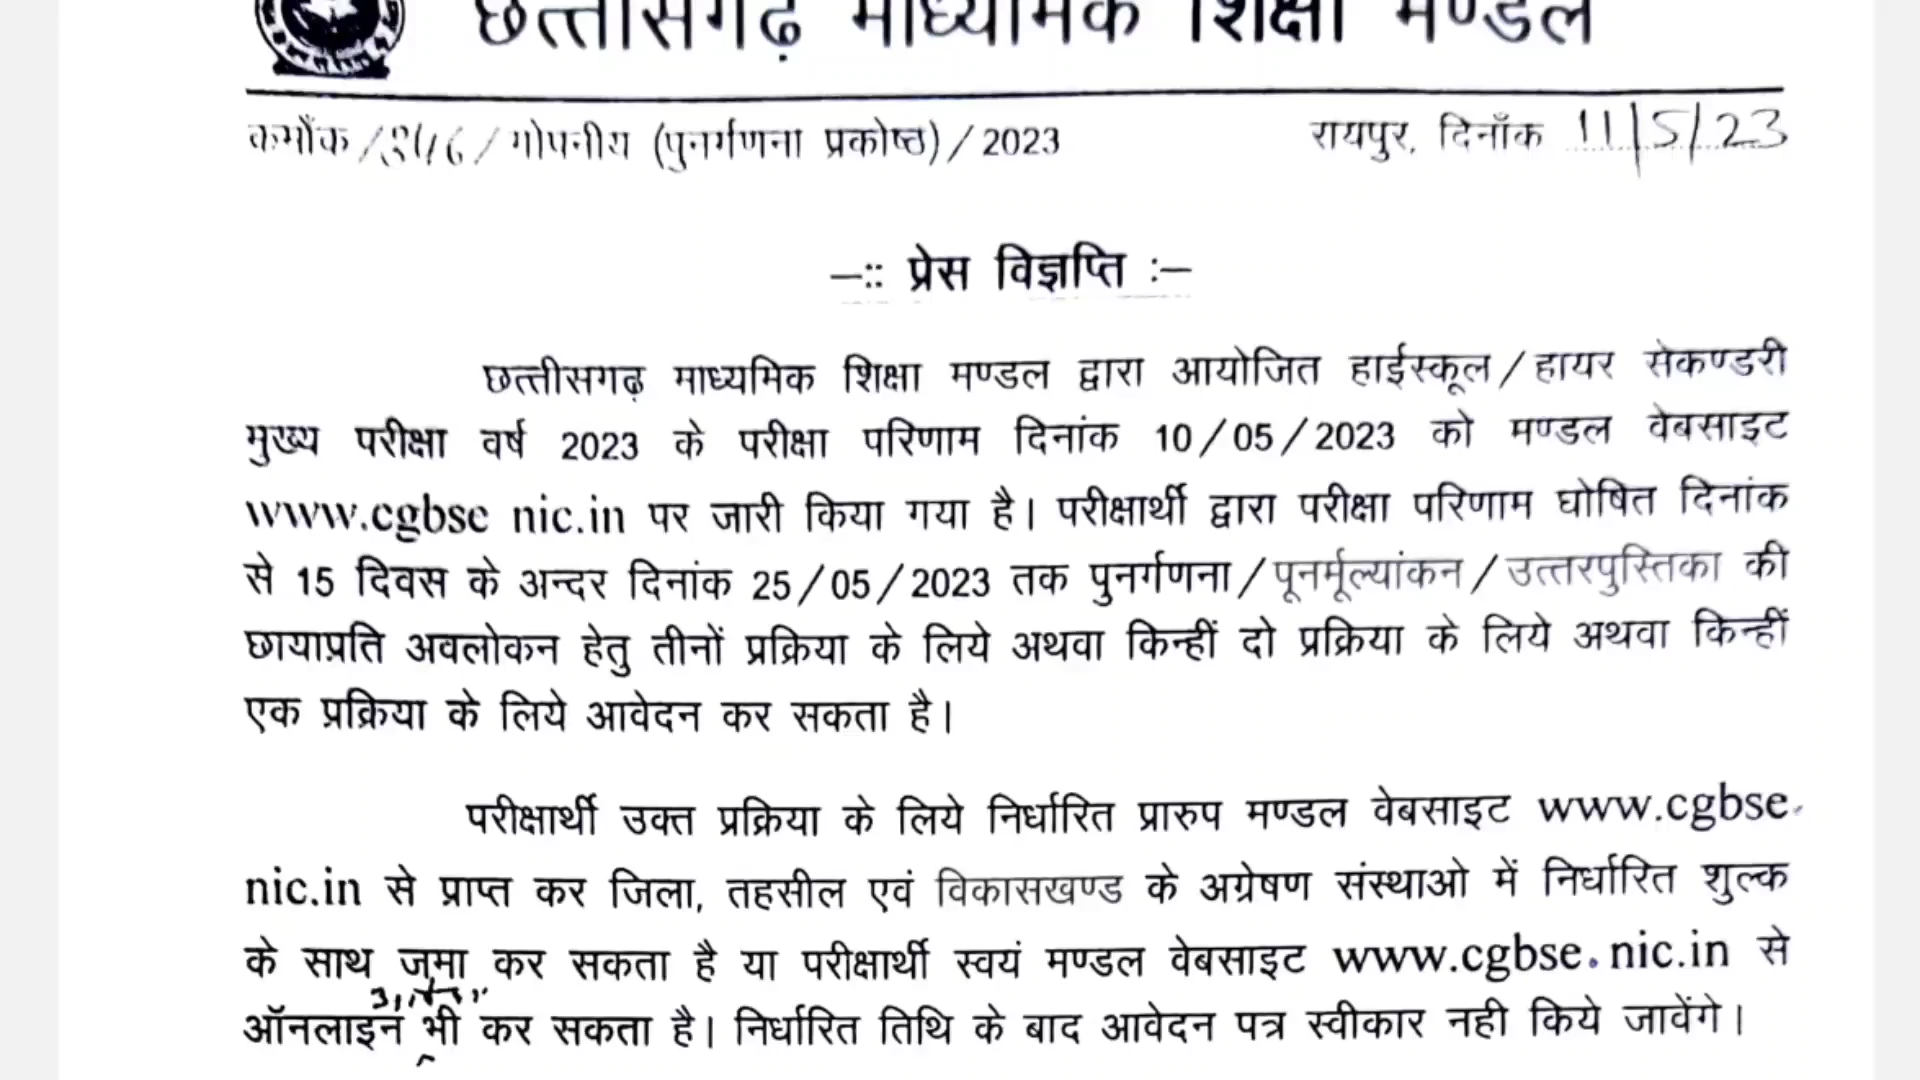 छत्तीसगढ़ माध्यमिक शिक्षा मण्डल
कमाँक / / गोपनीय (पुनर्गणना प्रकोष्ठ) / 2023 रायपुर, दिनाँक 11/5/23
–:: प्रेस विज्ञप्ति :–
छत्तीसगढ़ माध्यमिक शिक्षा मण्डल द्वारा आयोजित हाईस्कूल / हायर सेकण्डरी
मुख्य परीक्षा वर्ष 2023 के परीक्षा परिणाम दिनांक 10/05/2023 को मण्डल वेबसाइट
www.cgbse nic.in पर जारी किया गया है। परीक्षार्थी द्वारा परीक्षा परिणाम घोषित दिनांक
से 15 दिवस के अन्दर दिनांक 25/05/2023 तक पुनर्गणना / पूनर्मूल्यांकन / उत्तरपुस्तिका की
छायाप्रति अवलोकन हेतु तीनों प्रक्रिया के लिये अथवा किन्हीं दो प्रक्रिया के लिये अथवा किन्हीं
एक प्रक्रिया के लिये आवेदन कर सकता है।
परीक्षार्थी उक्त प्रक्रिया के लिये निर्धारित प्रारुप मण्डल वेबसाइट www.cgbse.
nic.in से प्राप्त कर जिला, तहसील एवं विकासखण्ड के अग्रेषण संस्थाओ में निर्धारित शुल्क
के साथ जमा कर सकता है या परीक्षार्थी स्वयं मण्डल वेबसाइट www.cgbse.nic.in से
ऑनलाइन भी कर सकता है। निर्धारित तिथि के बाद आवेदन पत्र स्वीकार नही किये जावेंगे।